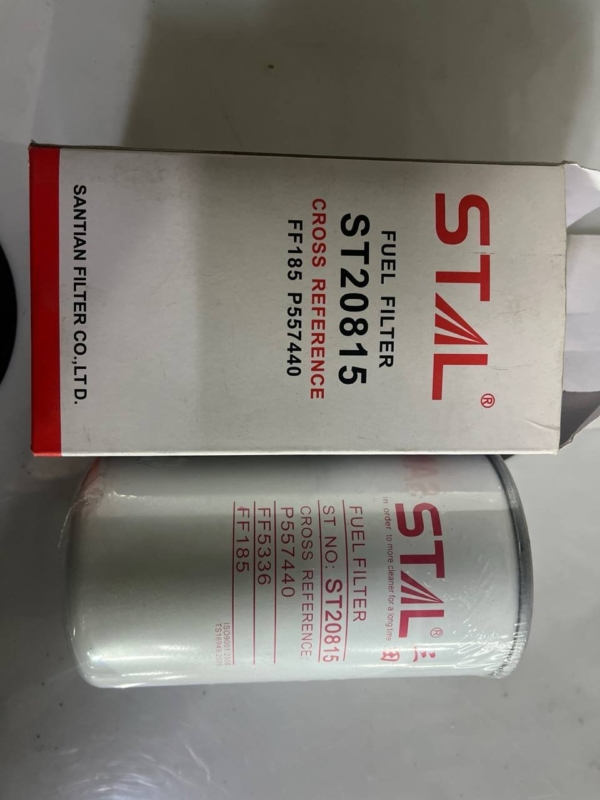 STAL®
FUEL FILTER
ST20815
CROSS REFERENCE
FF185 P557440
SANTIAN FILTER CO.,LTD.
STAL®
in order to more cleaner for a long time
FUEL FILTER
ST NO: ST20815
CROSS REFERENCE
P557440
FF5336
FF185